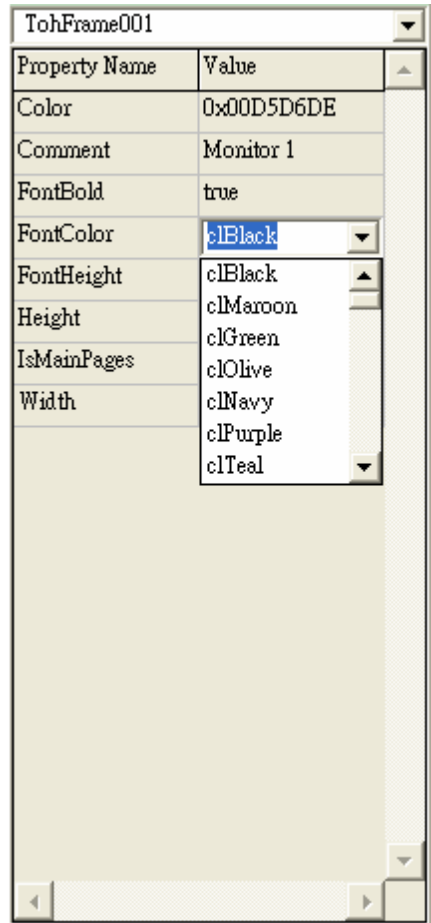 TohFrame001
Property Name Value
Color 0x00D5D6DE
Comment Monitor 1
FontBold true
FontColor clBlack
FontHeight clBlack
clMaroon
Height clGreen
IsMainPages clOlive
Width clNavy
clPurple
clTeal